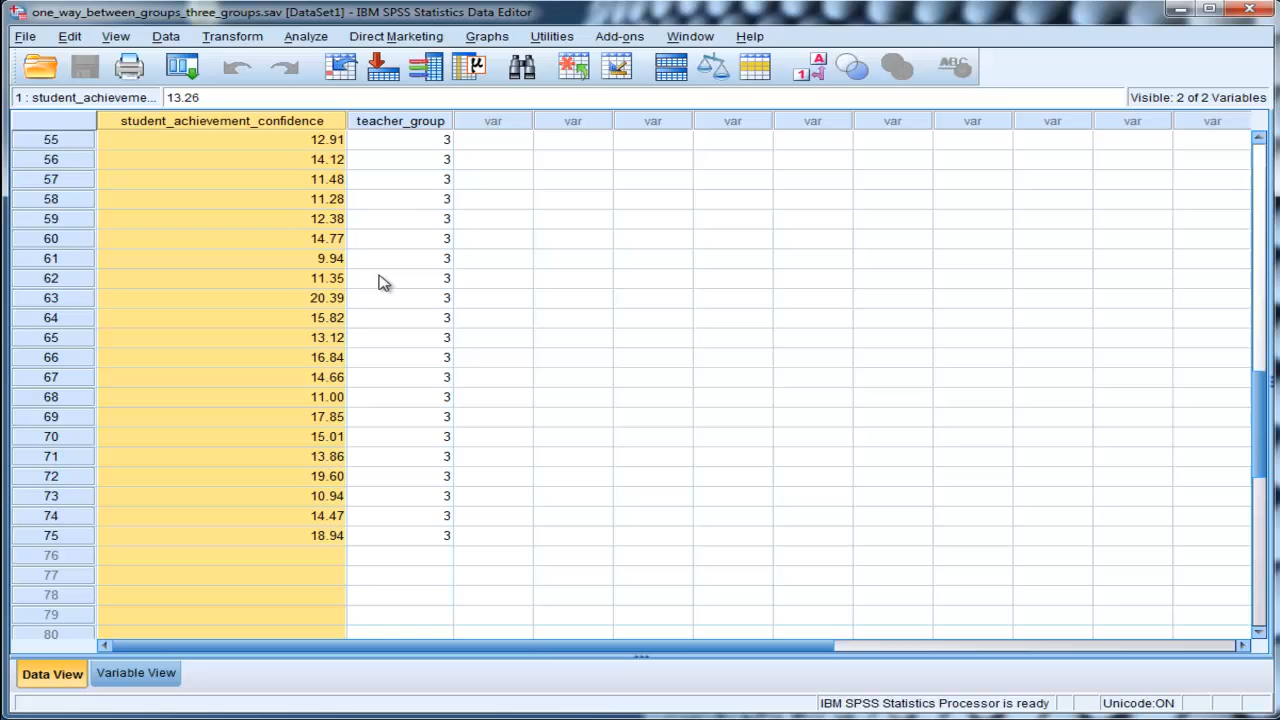 one_way_between_groups_three_groups.sav [DataSet1] - IBM SPSS Statistics Data Editor
File Edit View Data Transform Analyze Direct Marketing Graphs Utilities Add-ons Window Help
1 : student_achieveme... 13.26 Visible: 2 of 2 Variables
student_achievement_confidence teacher_group var var var var var var var var var var
55 12.91 3
56 14.12 3
57 11.48 3
58 11.28 3
59 12.38 3
60 14.77 3
61 9.94 3
62 11.35 3
63 20.39 3
64 15.82 3
65 13.12 3
66 16.84 3
67 14.66 3
68 11.00 3
69 17.85 3
70 15.01 3
71 13.86 3
72 19.60 3
73 10.94 3
74 14.47 3
75 18.94 3
76
77
78
79
80
Data View Variable View
IBM SPSS Statistics Processor is ready Unicode:ON